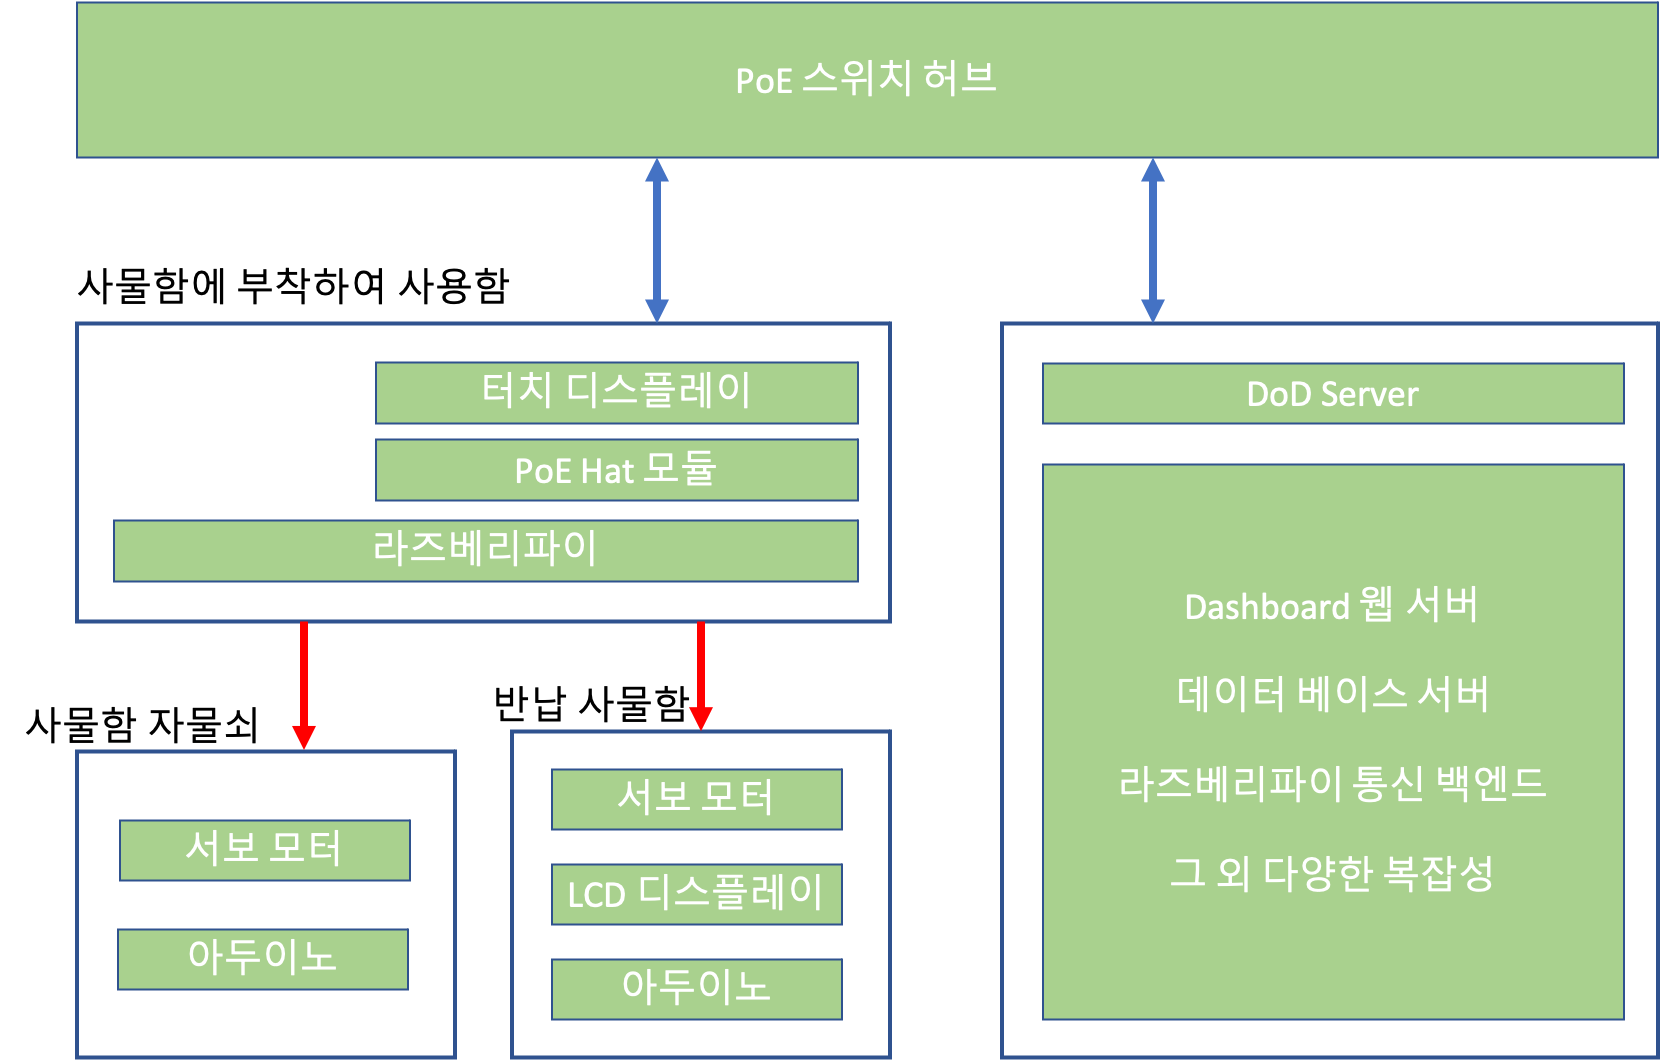 PoE 스위치 허브
사물함에 부착하여 사용함
터치 디스플레이
PoE Hat 모듈
라즈베리파이
사물함 자물쇠
서보 모터
아두이노
반납 사물함
서보 모터
LCD 디스플레이
아두이노
DoD Server
Dashboard 웹 서버
데이터 베이스 서버
라즈베리파이 통신 백엔드
그 외 다양한 복잡성